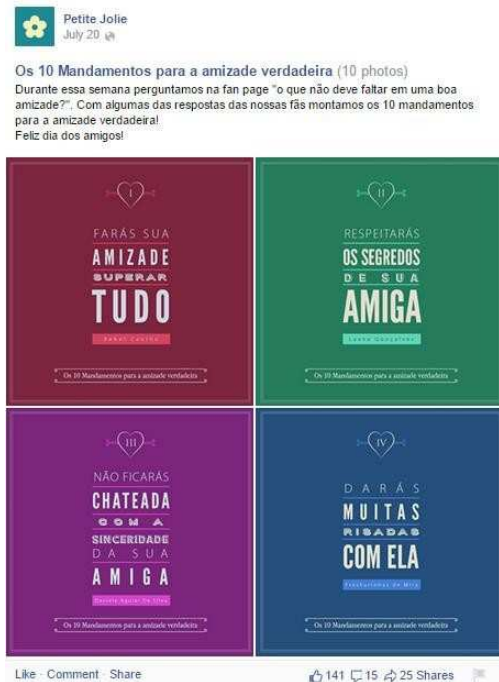 Petite Jolie
July 20
Os 10 Mandamentos para a amizade verdadeira (10 photos)
Durante essa semana perguntamos na fan page "o que não deve faltar em uma boa
amizade?". Com algumas das respostas das nossas fãs montamos os 10 mandamentos
para a amizade verdadeira!
Feliz dia dos amigos!
I
FARÁS SUA
AMIZADE
SUPERAR
TUDO
Os 10 Mandamentos para a amizade verdadeira
II
RESPEITARÁS
OS SEGREDOS
DE SUA
AMIGA
Luana Gonçalves
Os 10 Mandamentos para a amizade verdadeira
III
NÃO FICARÁS
CHATEADA
COM A
SINCERIDADE
DA SUA
AMIGA
Os 10 Mandamentos para a amizade verdadeira
IV
DARÁS
MUITAS
RISADAS
COM ELA
Os 10 Mandamentos para a amizade verdadeira
Like · Comment · Share
141 15 25 Shares